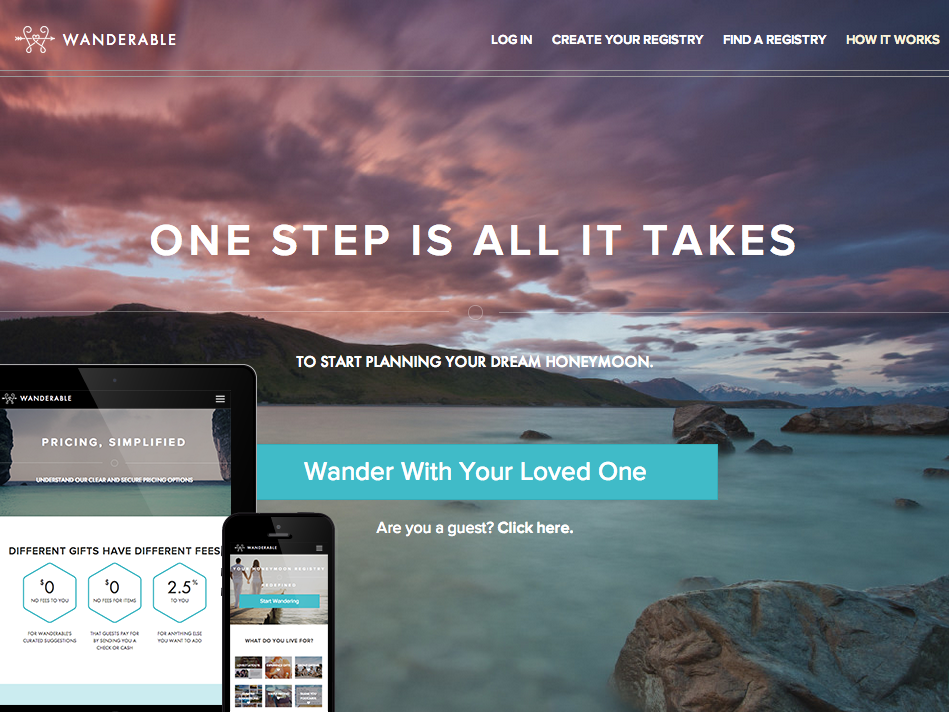 WANDERABLE
LOG IN
CREATE YOUR REGISTRY
FIND A REGISTRY
HOW IT WORKS
ONE STEP IS ALL IT TAKES
TO START PLANNING YOUR DREAM HONEYMOON.
Wander With Your Loved One
Are you a guest? Click here.
WANDERABLE
PRICING, SIMPLIFIED
UNDERSTAND OUR CLEAR AND SECURE PRICING OPTIONS
DIFFERENT GIFTS HAVE DIFFERENT FEES
$0
NO FEES TO YOU
$0
NO FEES FOR ITEMS
2.5%
TO YOU
FOR WANDERABLE'S
CURATED SUGGESTIONS
THAT GUESTS PAY FOR
BY SENDING YOU A
CHECK OR CASH
FOR ANYTHING ELSE
YOU WANT TO ADD
WANDERABLE
YOUR HONEYMOON REGISTRY
REDEFINED
Start Wandering
WHAT DO YOU LIVE FOR?